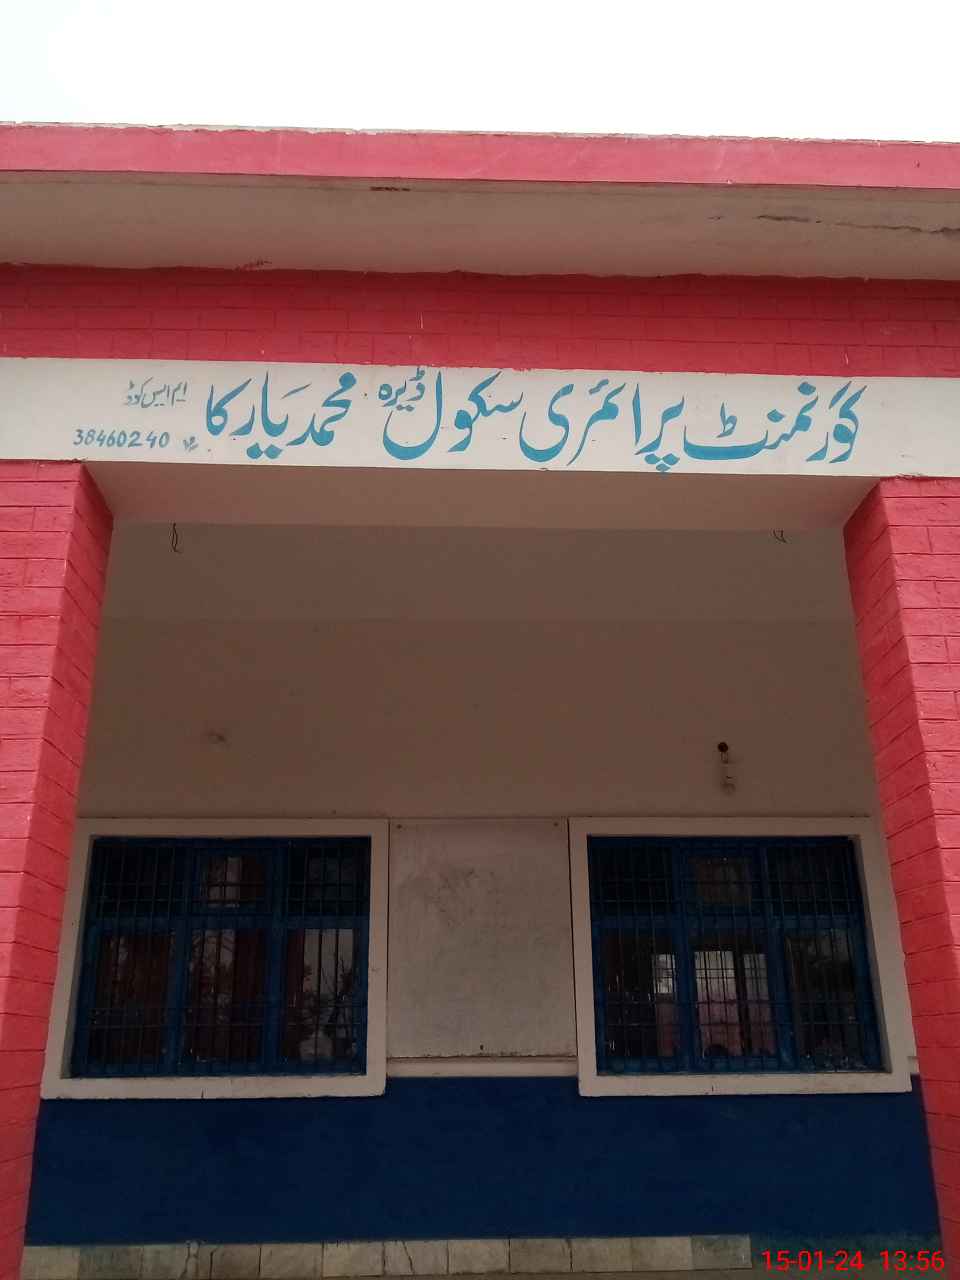 گورنمنٹ پرائمری سکول ڈیرہ محمد یار کا
ایم ایس کوڈ
38460240
15-01-24 13:56